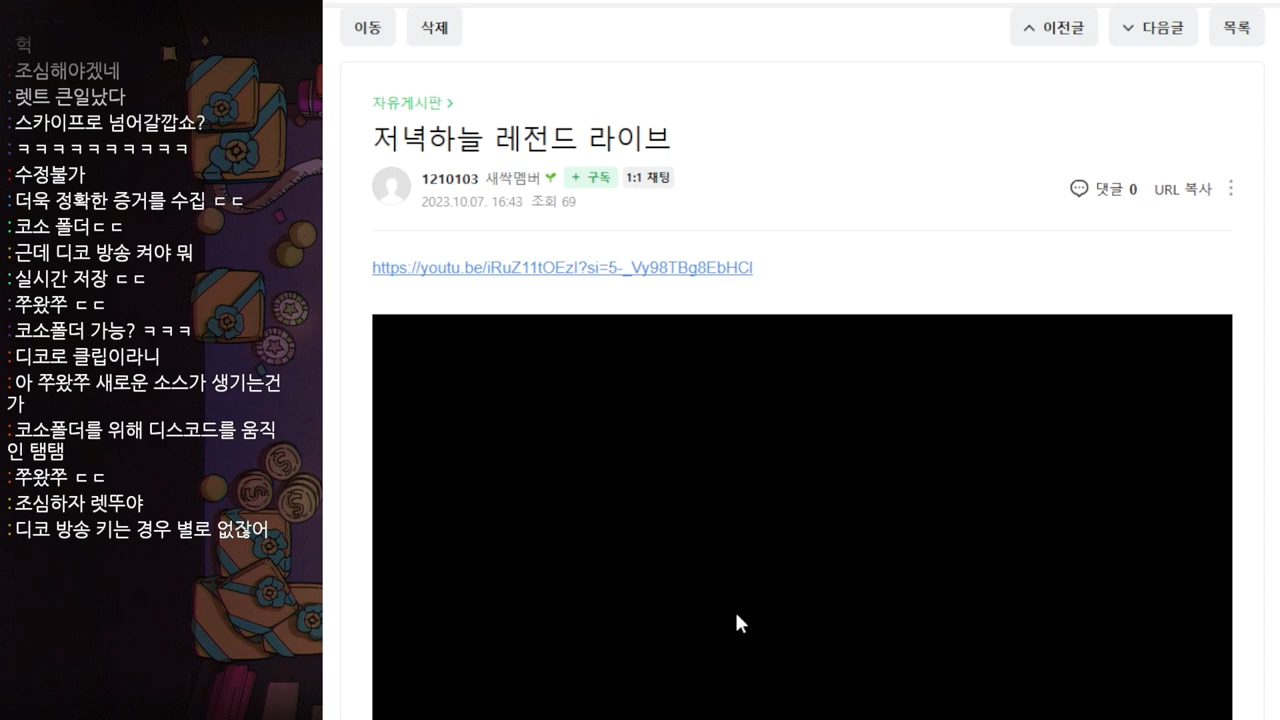 헉
조심해야겠네
렛트 큰일났다
스카이프로 넘어갈깝쇼?
ㅋㅋㅋㅋㅋㅋㅋㅋㅋㅋ
수정불가
더욱 정확한 증거를 수집 ㄷㄷ
코소 폴더ㄷㄷ
근데 디코 방송 켜야 뭐
실시간 저장 ㄷㄷ
쭈왔쭈 ㄷㄷ
코소폴더 가능? ㅋㅋㅋ
디코로 클립이라니
아 쭈왔쭈 새로운 소스가 생기는건
가
코소폴더를 위해 디스코드를 움직
인 탬탬
쭈왔쭈 ㄷㄷ
조심하자 렛뚜야
디코 방송 키는 경우 별로 없잖어
이동 삭제 이전글 다음글 목록
자유게시판 >
저녁하늘 레전드 라이브
1210103 새싹멤버 + 구독 1:1 채팅
2023.10.07. 16:43 조회 69
댓글 0 URL 복사
https://youtu.be/iRuZ11tOEzI?si=5-_Vy98TBg8EbHCl